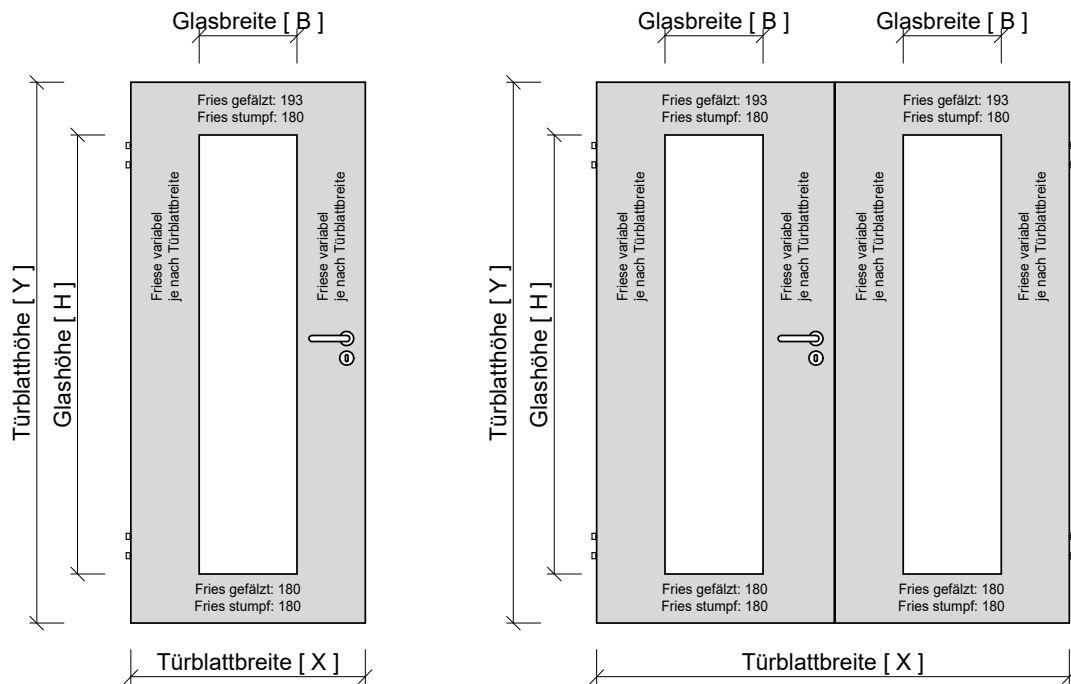 Glasbreite [ B ]
Fries gefälzt: 193
Fries stumpf: 180
Friese variabel
je nach Türblattbreite
Friese variabel
je nach Türblattbreite
Türblatthöhe [ Y ]
Glashöhe [ H ]
Fries gefälzt: 180
Fries stumpf: 180
Türblattbreite [ X ]
Glasbreite [ B ]
Glasbreite [ B ]
Fries gefälzt: 193
Fries stumpf: 180
Fries gefälzt: 193
Fries stumpf: 180
Friese variabel
je nach Türblattbreite
Friese variabel
je nach Türblattbreite
Friese variabel
je nach Türblattbreite
Friese variabel
je nach Türblattbreite
Türblatthöhe [ Y ]
Glashöhe [ H ]
Fries gefälzt: 180
Fries stumpf: 180
Fries gefälzt: 180
Fries stumpf: 180
Türblattbreite [ X ]